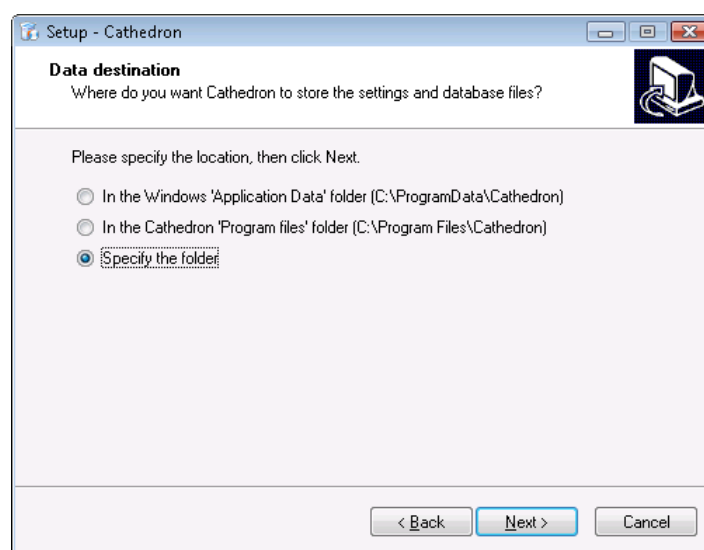 Setup - Cathedron
Data destination
Where do you want Cathedron to store the settings and database files?
Please specify the location, then click Next.
In the Windows 'Application Data' folder (C:\ProgramData\Cathedron)
In the Cathedron 'Program files' folder (C:\Program Files\Cathedron)
Specify the folder
< Back Next > Cancel